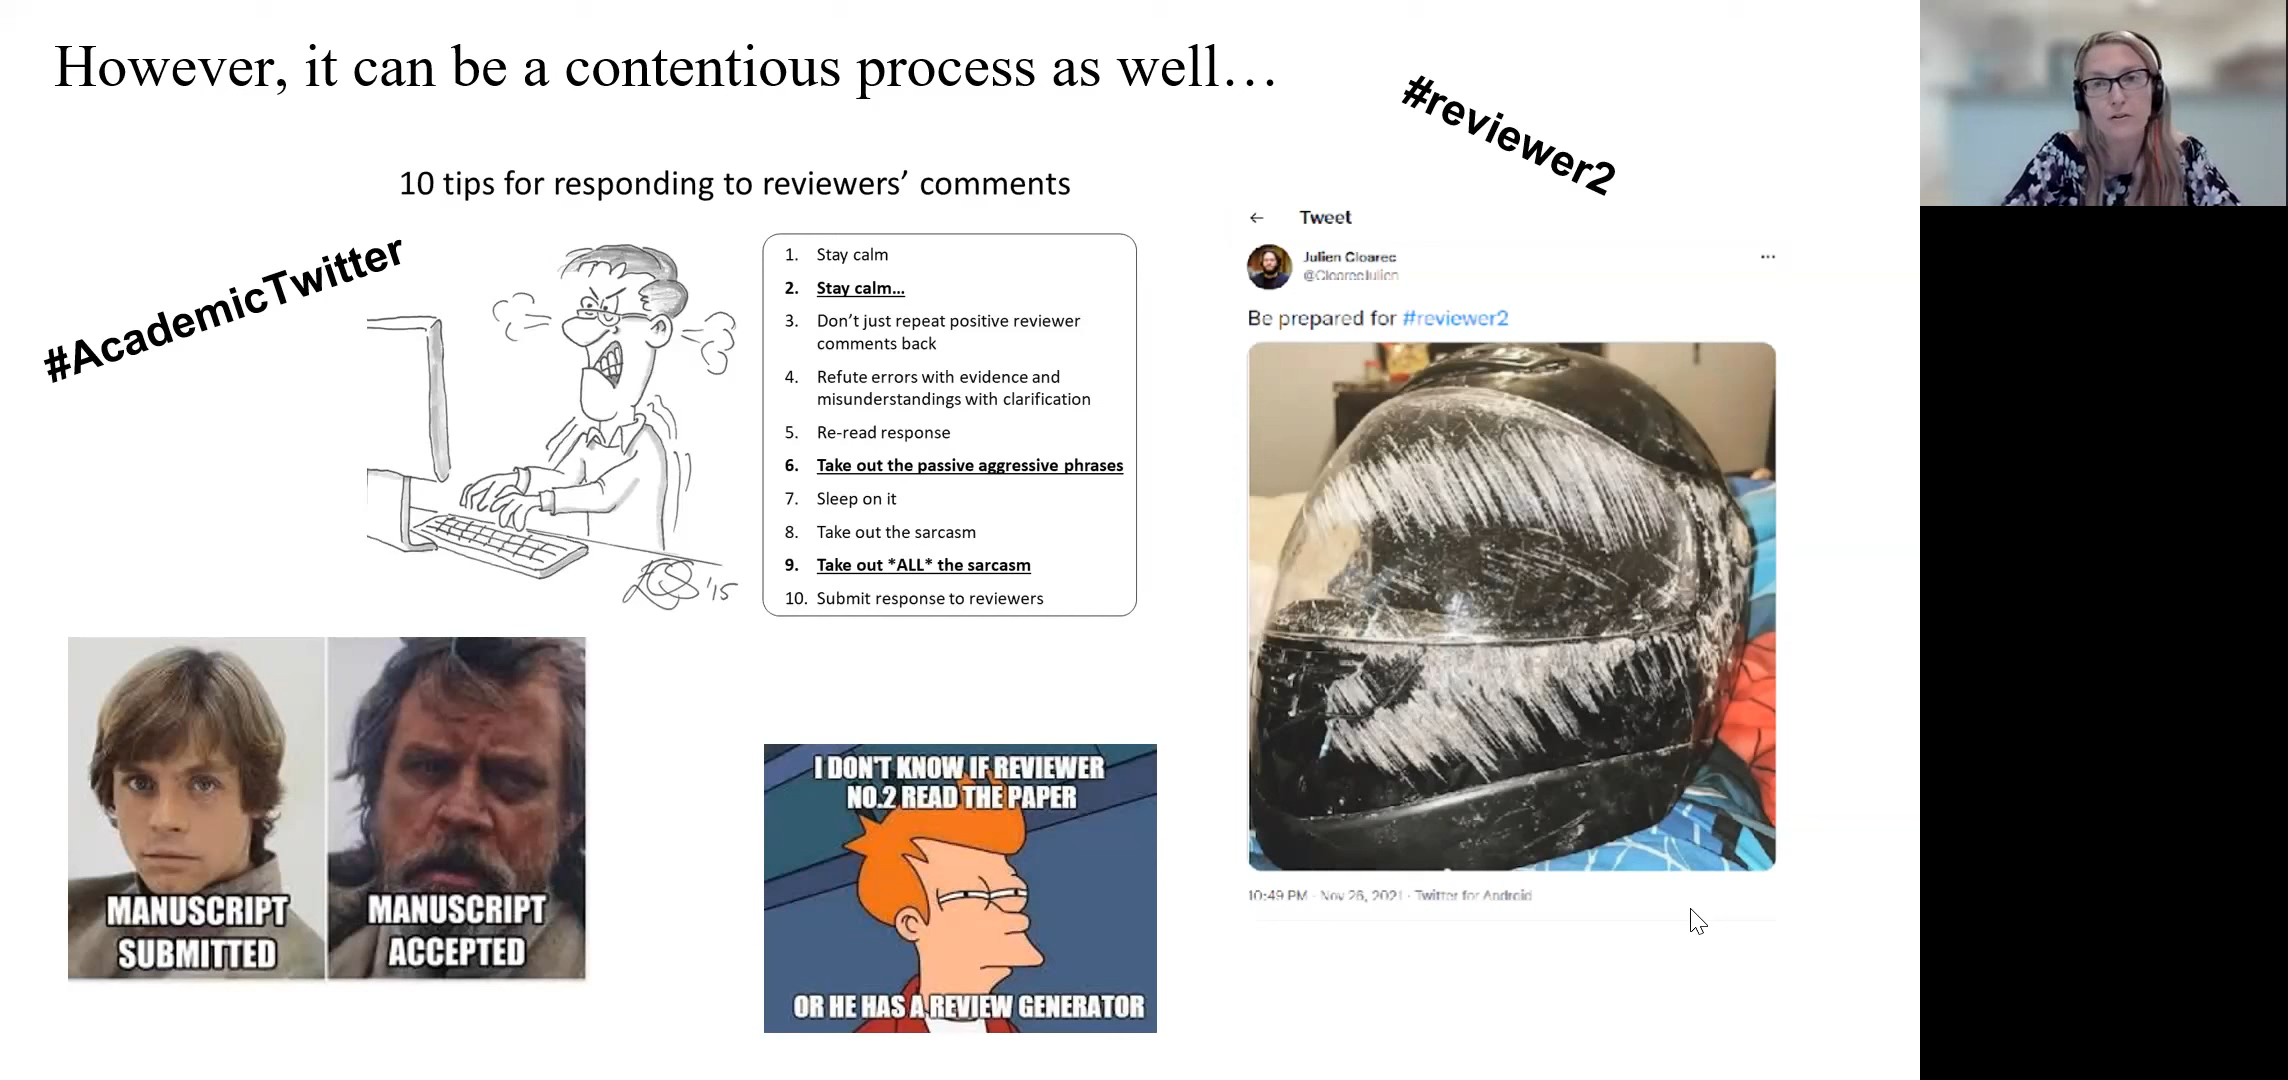 However, it can be a contentious process as well…
#reviewer2
10 tips for responding to reviewers’ comments
#AcademicTwitter
1. Stay calm
2. Stay calm…
3. Don’t just repeat positive reviewer
comments back
4. Refute errors with evidence and
misunderstandings with clarification
5. Re-read response
6. Take out the passive aggressive phrases
7. Sleep on it
8. Take out the sarcasm
9. Take out *ALL* the sarcasm
10. Submit response to reviewers
'15
← Tweet
Julien Cloarec
@CloarecJulien
Be prepared for #reviewer2
10:49 PM · Nov 26, 2021 · Twitter for Android
MANUSCRIPT
SUBMITTED
MANUSCRIPT
ACCEPTED
I DON'T KNOW IF REVIEWER
NO.2 READ THE PAPER
OR HE HAS A REVIEW GENERATOR